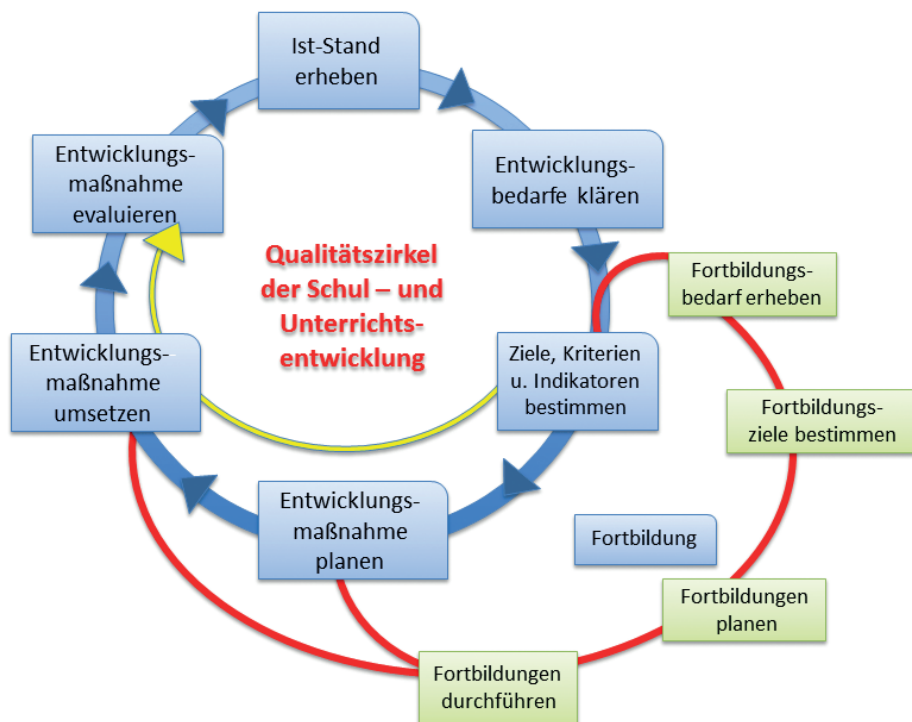 Ist-Stand
erheben
Entwicklungs-
bedarfe klären
Ziele, Kriterien
u. Indikatoren
bestimmen
Entwicklungs-
maßnahme
planen
Entwicklungs-
maßnahme
umsetzen
Entwicklungs-
maßnahme
evaluieren
Qualitätszirkel
der Schul – und
Unterrichts-
entwicklung
Fortbildungs-
bedarf erheben
Fortbildungs-
ziele bestimmen
Fortbildung
Fortbildungen
planen
Fortbildungen
durchführen